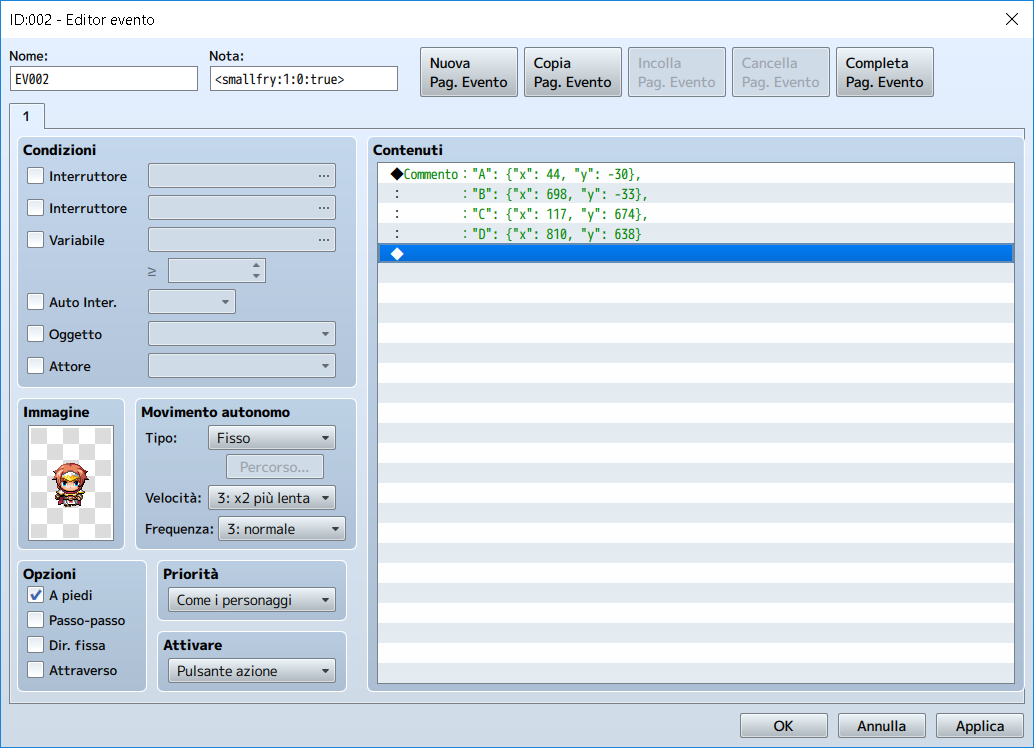 ID:002 - Editor evento
Nome:
EV002
Nota:
<smallfry:1:0:true>
Nuova
Pag. Evento
Copia
Pag. Evento
Incolla
Pag. Evento
Cancella
Pag. Evento
Completa
Pag. Evento
1
Condizioni
Interruttore ...
Interruttore ...
Variabile ...
≥
Auto Inter.
Oggetto
Attore
Immagine
Movimento autonomo
Tipo: Fisso
Percorso...
Velocità: 3: x2 più lenta
Frequenza: 3: normale
Opzioni
A piedi
Passo-passo
Dir. fissa
Attraverso
Priorità
Come i personaggi
Attivare
Pulsante azione
Contenuti
◆Commento : "A": {"x": 44, "y": -30},
: : "B": {"x": 698, "y": -33},
: : "C": {"x": 117, "y": 674},
: : "D": {"x": 810, "y": 638}
◆
OK
Annulla
Applica